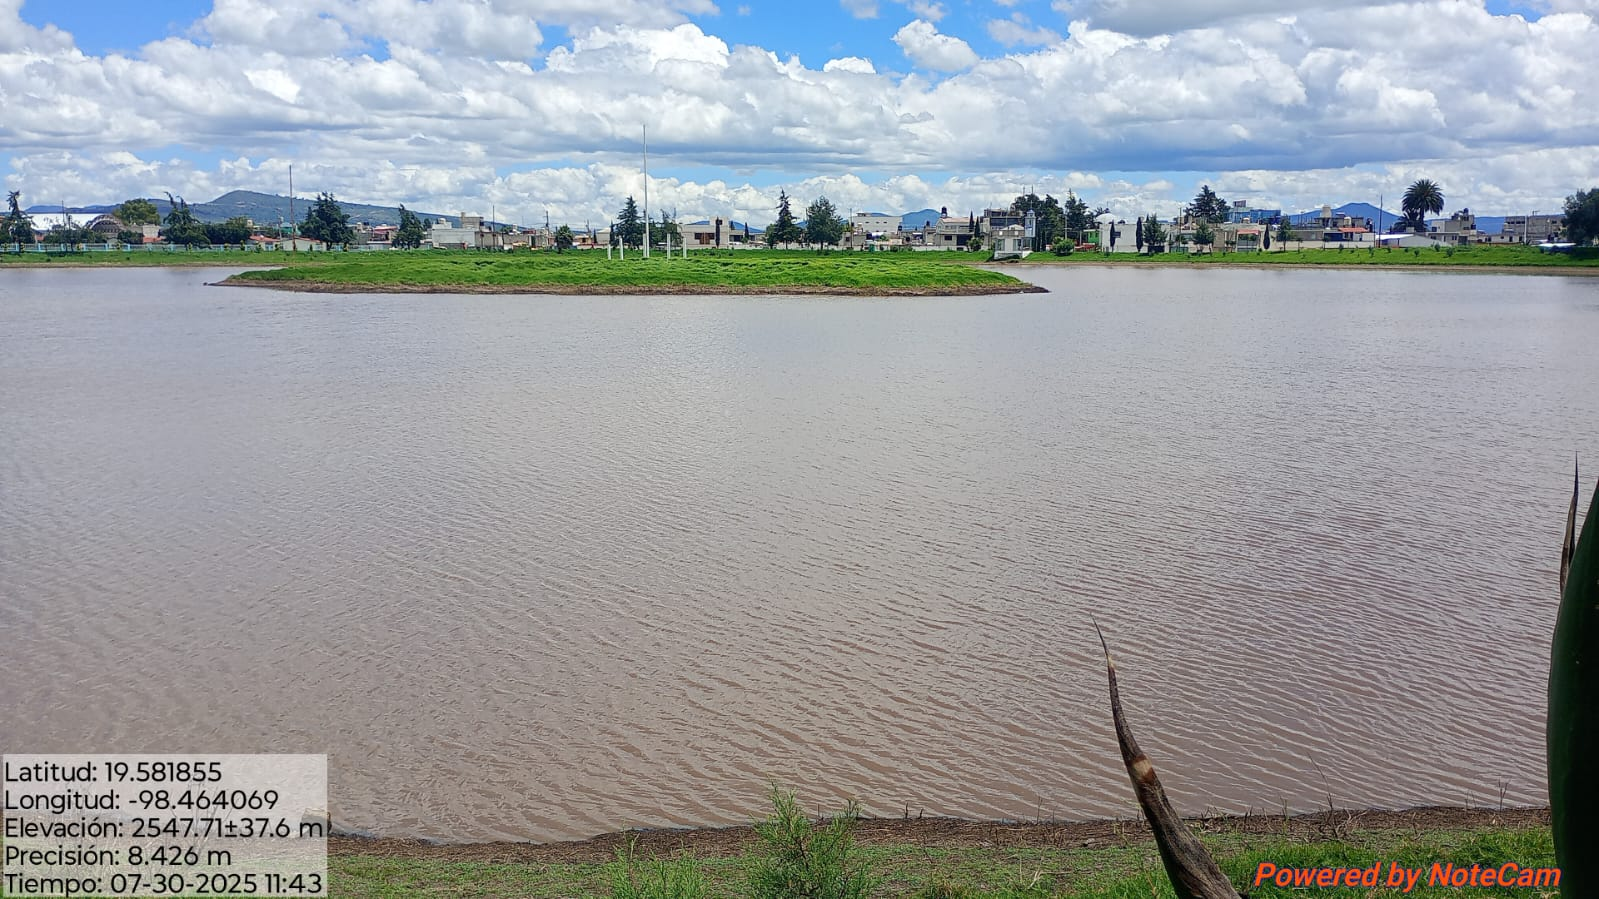 Latitud: 19.581855
Longitud: -98.464069
Elevación: 2547.71±37.6 m
Precisión: 8.426 m
Tiempo: 07-30-2025 11:43
Powered by NoteCam